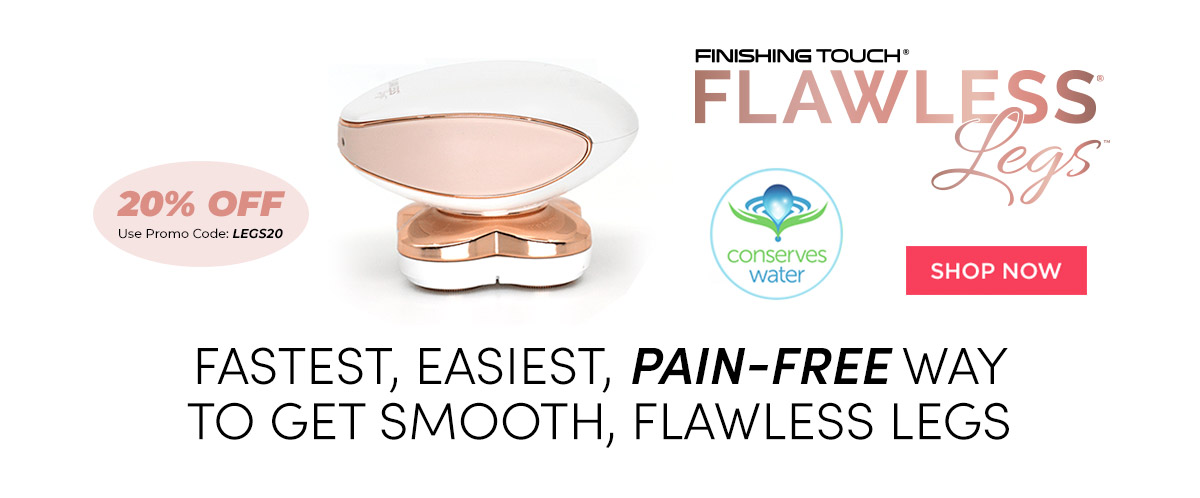 FINISHING TOUCH®
FLAWLESS®
Legs™
20% OFF
Use Promo Code: LEGS20
conserves
water
SHOP NOW
FASTEST, EASIEST, PAIN-FREE WAY
TO GET SMOOTH, FLAWLESS LEGS